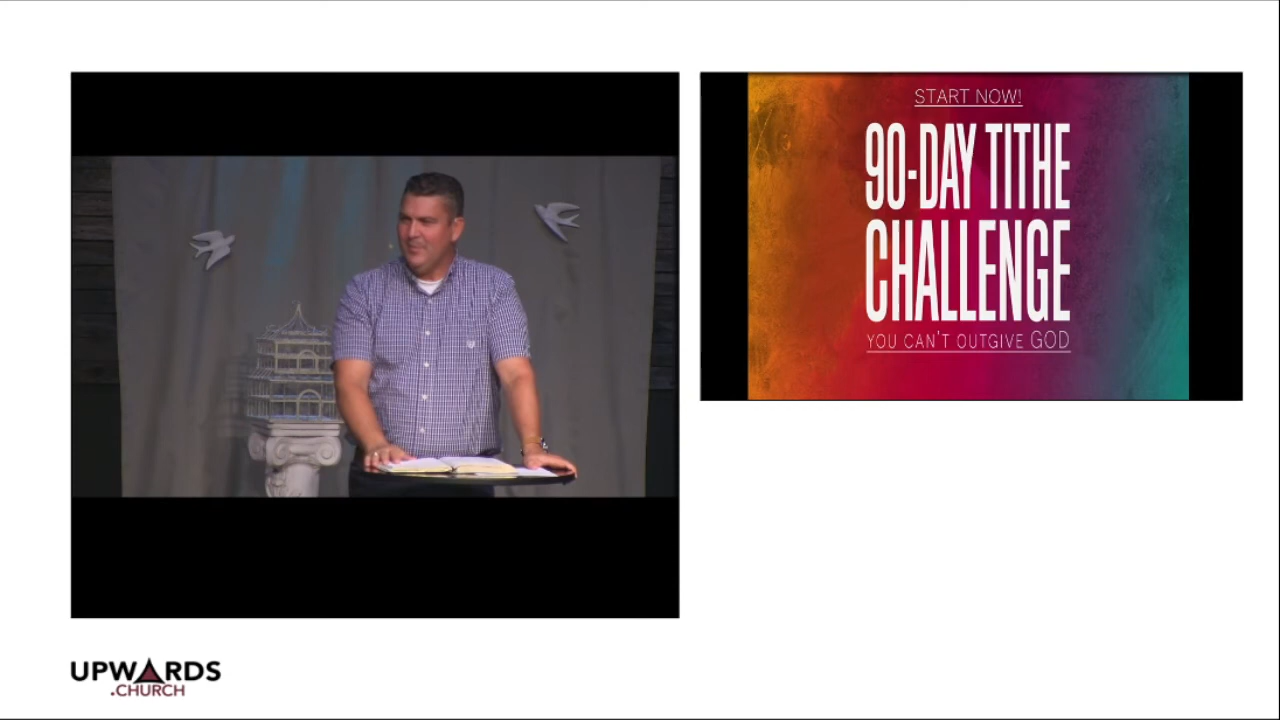 START NOW!
90-DAY TITHE
CHALLENGE
YOU CAN'T OUTGIVE GOD
UPWARDS
.CHURCH